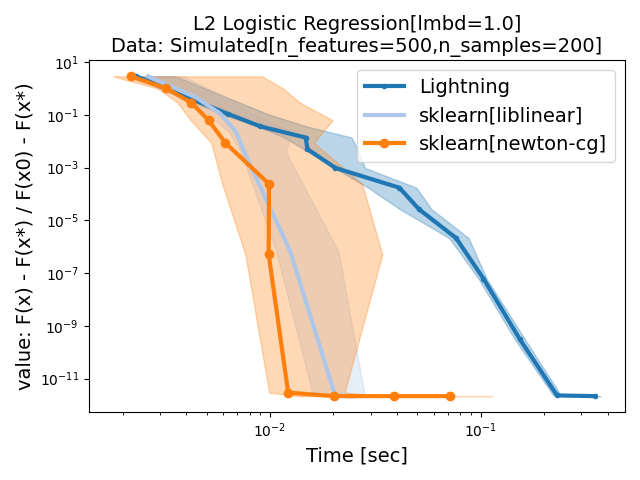 L2 Logistic Regression[lmbd=1.0]
Data: Simulated[n_features=500,n_samples=200]
value: F(x) - F(x*) / F(x0) - F(x*)
10¹
10⁻¹
10⁻³
10⁻⁵
10⁻⁷
10⁻⁹
10⁻¹¹
Lightning
sklearn[liblinear]
sklearn[newton-cg]
10⁻²
10⁻¹
Time [sec]